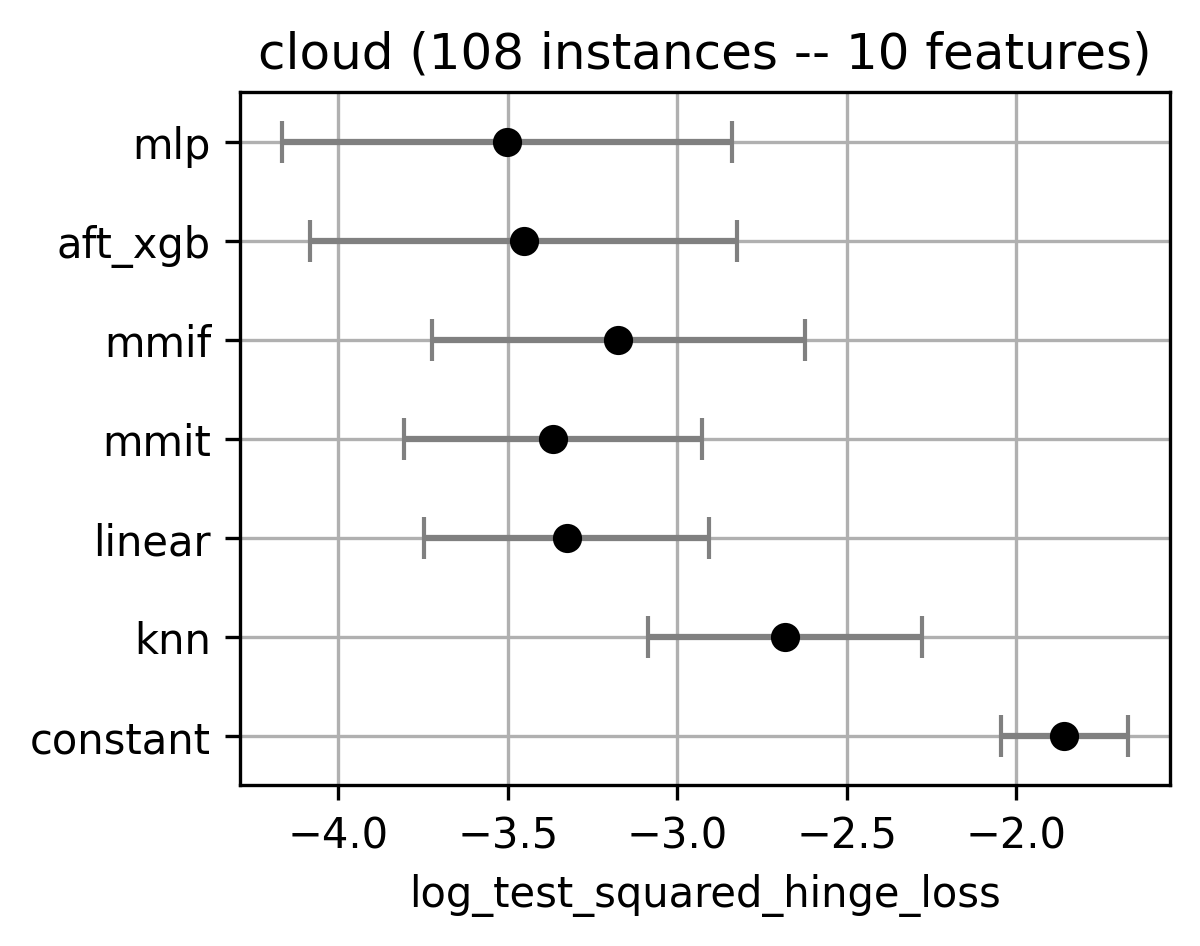 cloud (108 instances -- 10 features)
mlp
aft_xgb
mmif
mmit
linear
knn
constant
−4.0 −3.5 −3.0 −2.5 −2.0
log_test_squared_hinge_loss